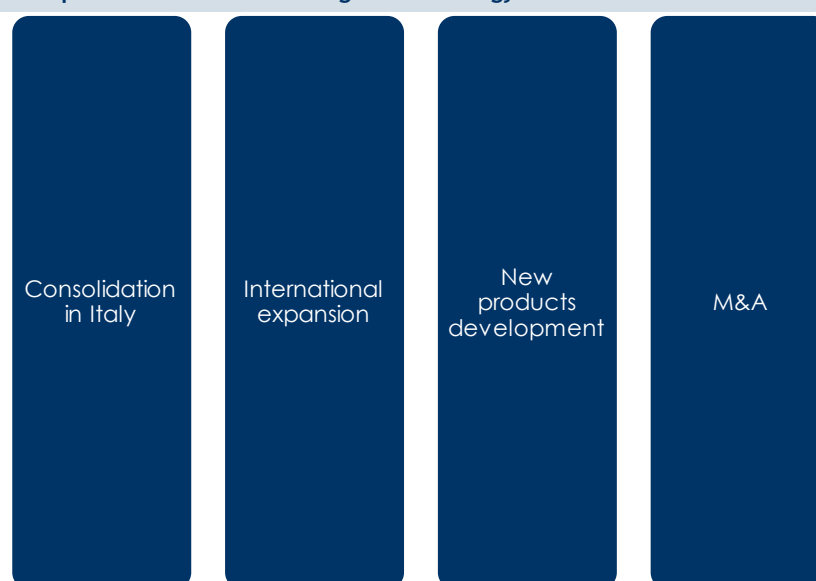 Consolidation
in Italy
International
expansion
New
products
development
M&A